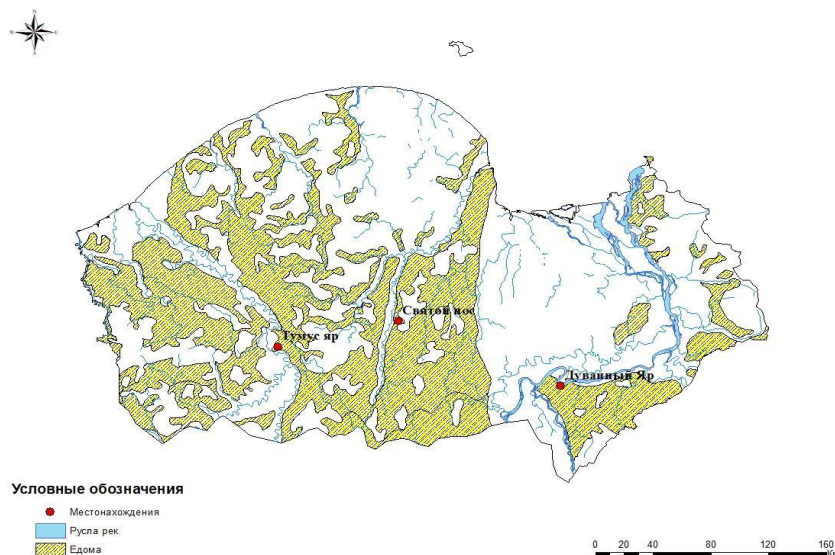 N
W
E
S
Святой нос
Тумус яр
Дуванный Яр
Условные обозначения
Местонахождения
Русла рек
Едома
0 20 40 80 120 160